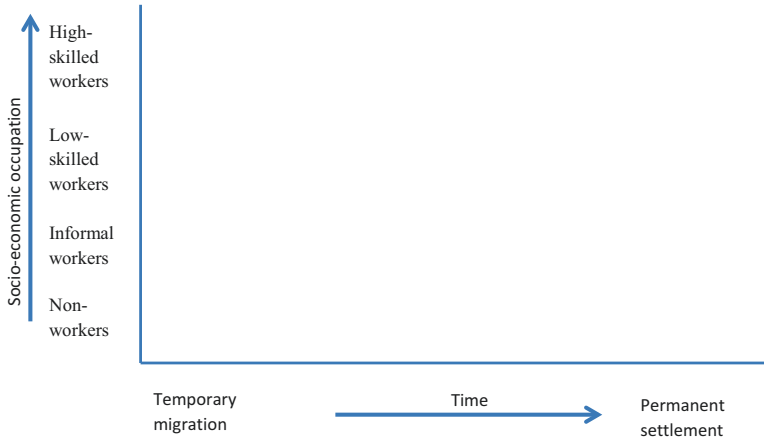 Socio-economic occupation
High-
skilled
workers
Low-
skilled
workers
Informal
workers
Non-
workers
Temporary
migration
Time
Permanent
settlement